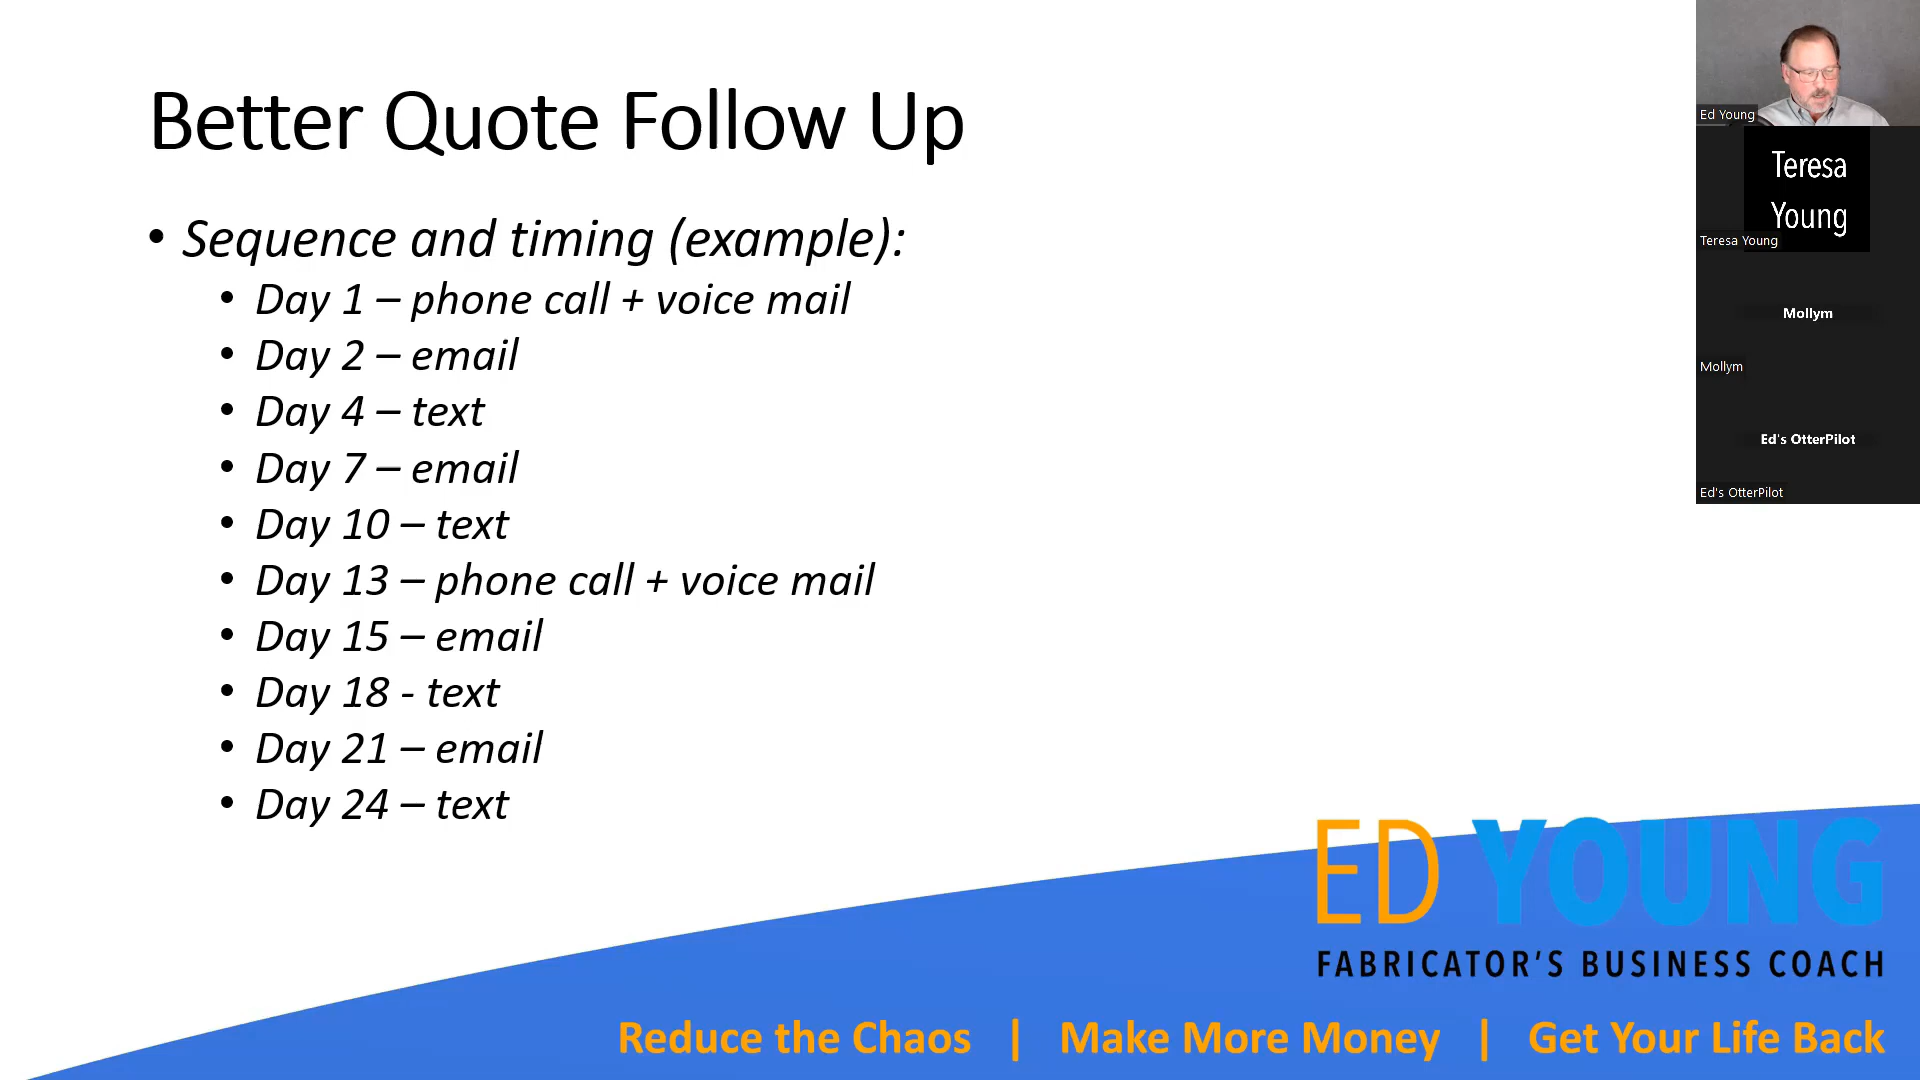 Better Quote Follow Up
• Sequence and timing (example):
• Day 1 – phone call + voice mail
• Day 2 – email
• Day 4 – text
• Day 7 – email
• Day 10 – text
• Day 13 – phone call + voice mail
• Day 15 – email
• Day 18 - text
• Day 21 – email
• Day 24 – text
Ed Young
Teresa
Young
Teresa Young
Mollym
Mollym
Ed's OtterPilot
Ed's OtterPilot
ED YOUNG
FABRICATOR'S BUSINESS COACH
Reduce the Chaos | Make More Money | Get Your Life Back